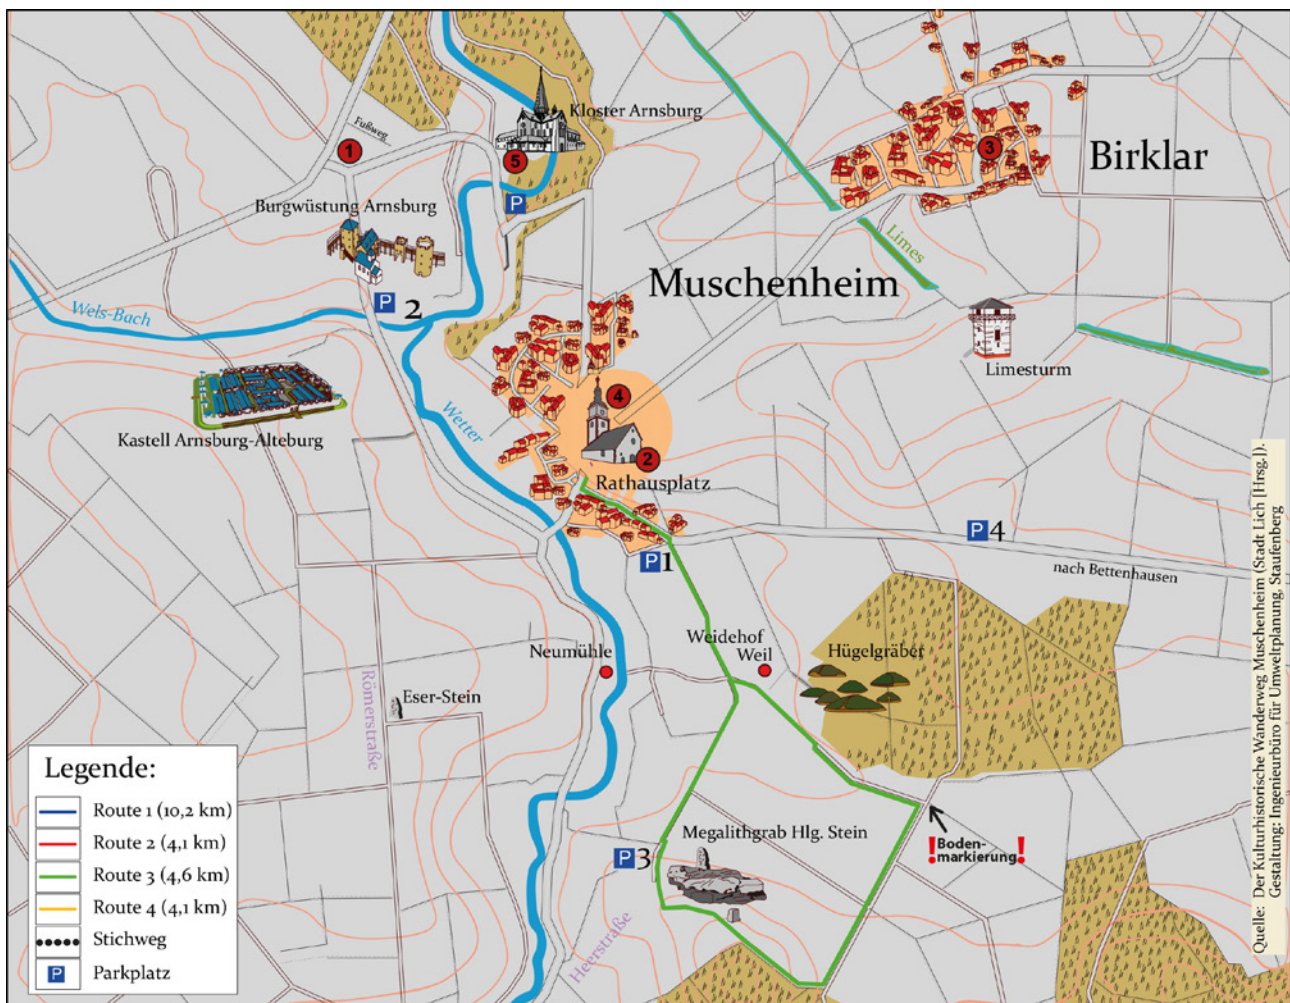 Kloster Arnsburg
Fußweg
1
5
3
Birklar
P
Burgwüstung Arnsburg
Limes
Muschenheim
P 2
Wels-Bach
Limesturm
Kastell Arnsburg-Alteburg
Wetter
4
2
Rathausplatz
P 4
P 1
nach Bettenhausen
Neumühle
Weidehof
Weil
Hügelgräber
Eser-Stein
Römerstraße
Megalithgrab Hlg. Stein
P 3
! Boden-
markierung !
Heerstraße
Legende:
Route 1 (10,2 km)
Route 2 (4,1 km)
Route 3 (4,6 km)
Route 4 (4,1 km)
Stichweg
P Parkplatz
Quelle: Der Kulturhistorische Wanderweg Muschenheim (Stadt Lich [Hrsg.]).
Gestaltung: Ingenieurbüro für Umweltplanung, Staufenberg